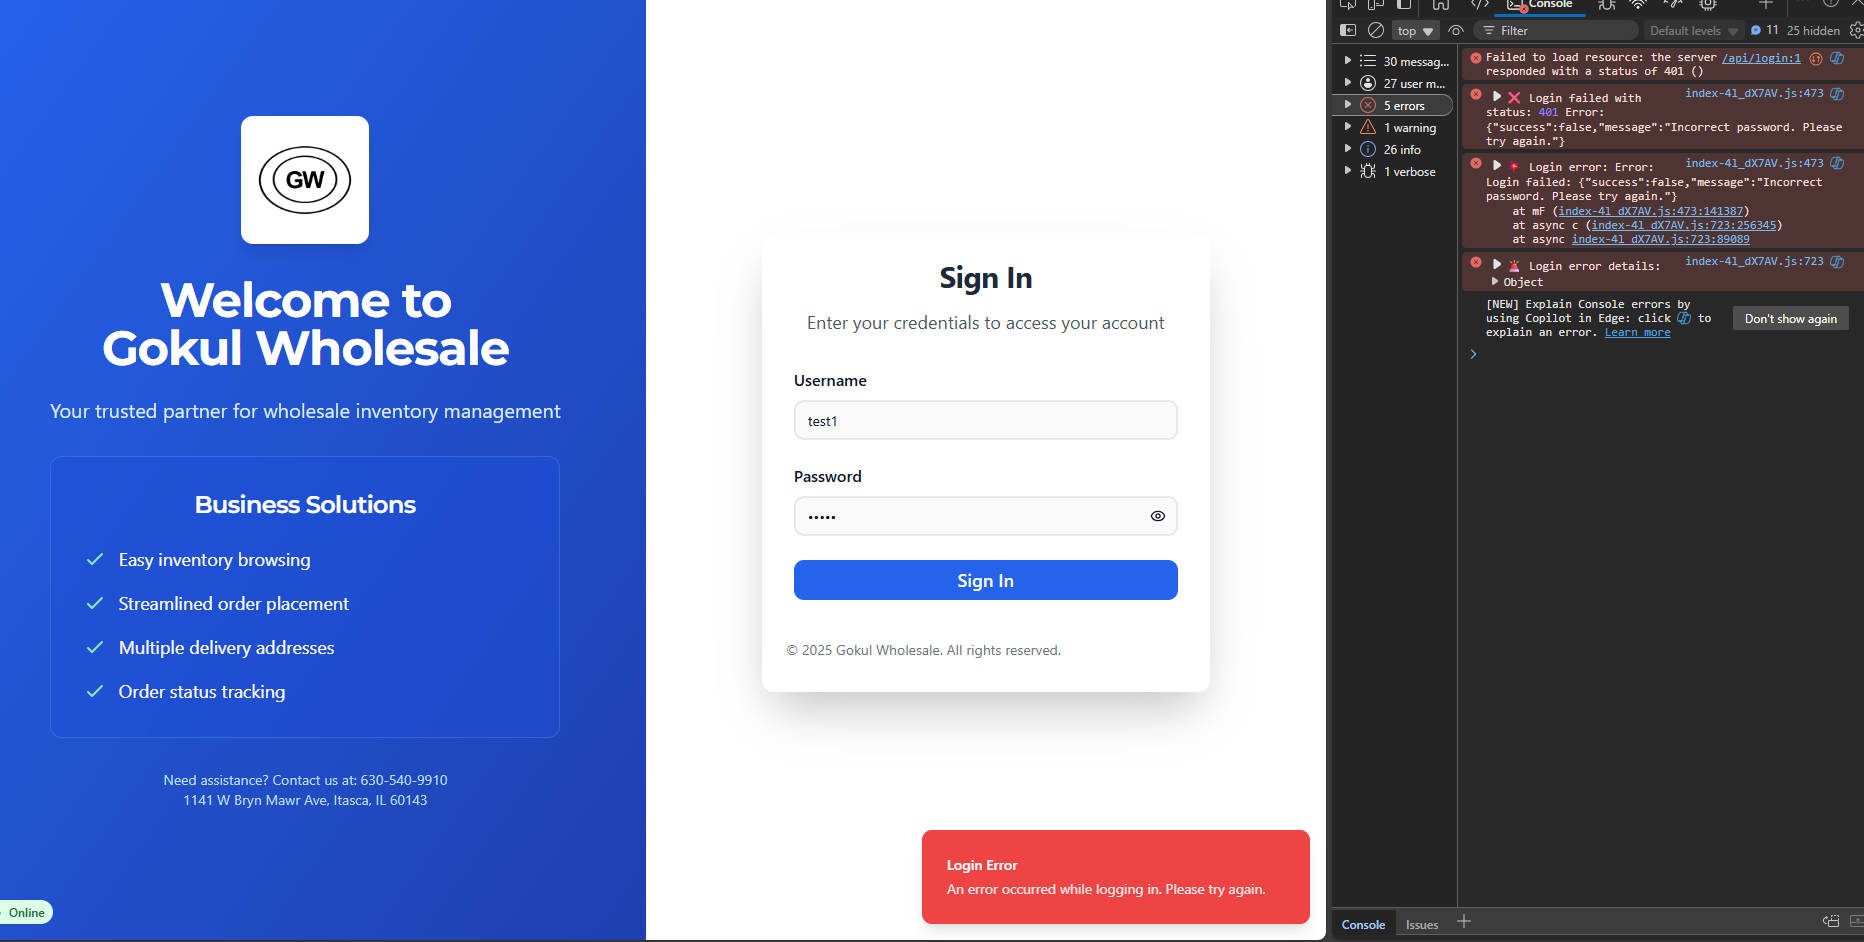 GW
Welcome to
Gokul Wholesale
Your trusted partner for wholesale inventory management
Business Solutions
Easy inventory browsing
Streamlined order placement
Multiple delivery addresses
Order status tracking
Need assistance? Contact us at: 630-540-9910
1141 W Bryn Mawr Ave, Itasca, IL 60143
Online
Sign In
Enter your credentials to access your account
Username
test1
Password
•••••
Sign In
© 2025 Gokul Wholesale. All rights reserved.
Login Error
An error occurred while logging in. Please try again.
Console
top
Filter
Default levels
11
25 hidden
30 messag...
27 user m...
5 errors
1 warning
26 info
1 verbose
Failed to load resource: the server /api/login:1
responded with a status of 401 ()
❌ Login failed with index-4l_dX7AV.js:473
status: 401 Error:
{"success":false,"message":"Incorrect password. Please
try again."}
Login error: Error: index-4l_dX7AV.js:473
Login failed: {"success":false,"message":"Incorrect
password. Please try again."}
at mF (index-4l_dX7AV.js:473:141387)
at async c (index-4l_dX7AV.js:723:256345)
at async index-4l_dX7AV.js:723:89089
🚨 Login error details: index-4l_dX7AV.js:723
Object
[NEW] Explain Console errors by
using Copilot in Edge: click to
explain an error. Learn more
Don't show again
Console
Issues